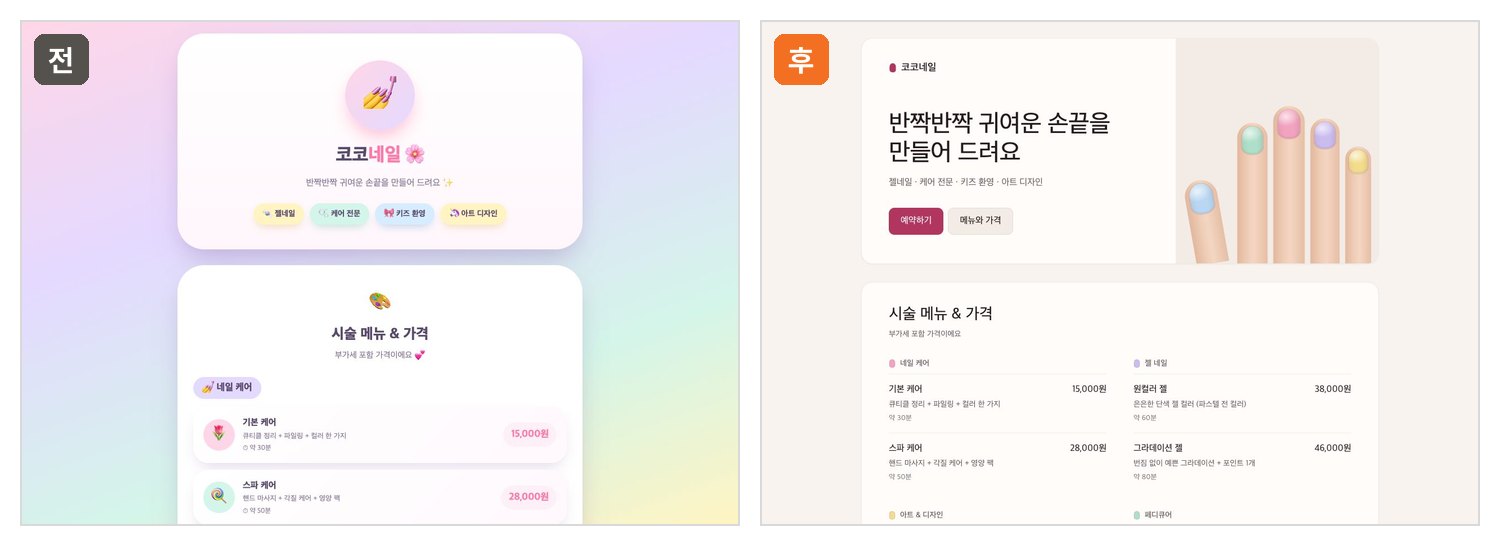 전
코코네일 🌸
반짝반짝 귀여운 손끝을 만들어 드려요 ✨
젤네일
케어 전문
키즈 환영
아트 디자인
시술 메뉴 & 가격
부가세 포함 가격이에요 💕
네일 케어
기본 케어
큐티클 정리 + 파일링 + 컬러 한 가지
약 30분
15,000원
스파 케어
핸드 마사지 + 각질 케어 + 영양 팩
약 50분
28,000원
후
코코네일
반짝반짝 귀여운 손끝을
만들어 드려요
젤네일 · 케어 전문 · 키즈 환영 · 아트 디자인
예약하기
메뉴와 가격
시술 메뉴 & 가격
부가세 포함 가격이에요
네일 케어
기본 케어
15,000원
큐티클 정리 + 파일링 + 컬러 한 가지
약 30분
스파 케어
28,000원
핸드 마사지 + 각질 케어 + 영양 팩
약 50분
아트 & 디자인
젤 네일
원컬러 젤
38,000원
은은한 단색 젤 컬러 (파스텔 전 컬러)
약 60분
그라데이션 젤
46,000원
번짐 없이 예쁜 그라데이션 + 포인트 1개
약 80분
페디큐어